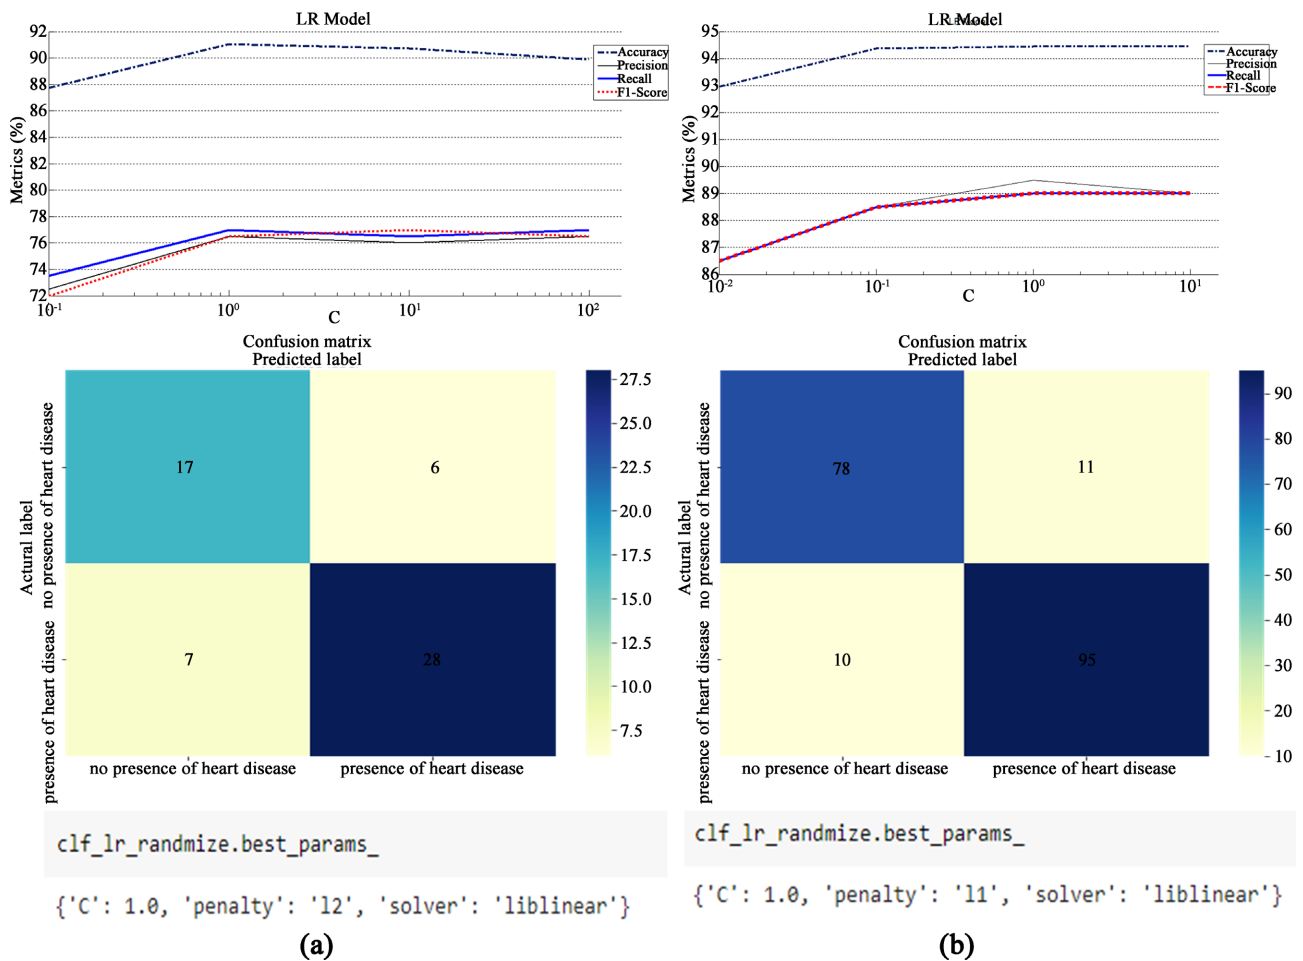 LR Model
92
90
88
86
84
82
80
78
76
74
72
Metrics (%)
10-1
100
101
102
C
Accuracy
Precision
Recall
F1-Score
LR Model
95
94
93
92
91
90
89
88
87
86
Metrics (%)
10-2
10-1
100
101
C
Accuracy
Precision
Recall
F1-Score
Confusion matrix
Predicted label
Actural label
no presence of heart disease
presence of heart disease
17
6
7
28
no presence of heart disease
presence of heart disease
27.5
25.0
22.5
20.0
17.5
15.0
12.5
10.0
7.5
Confusion matrix
Predicted label
Actural label
no presence of heart disease
presence of heart disease
78
11
10
95
no presence of heart disease
presence of heart disease
90
80
70
60
50
40
30
20
10
clf_lr_randmize.best_params_
{'C': 1.0, 'penalty': 'l2', 'solver': 'liblinear'}
(a)
clf_lr_randmize.best_params_
{'C': 1.0, 'penalty': 'l1', 'solver': 'liblinear'}
(b)